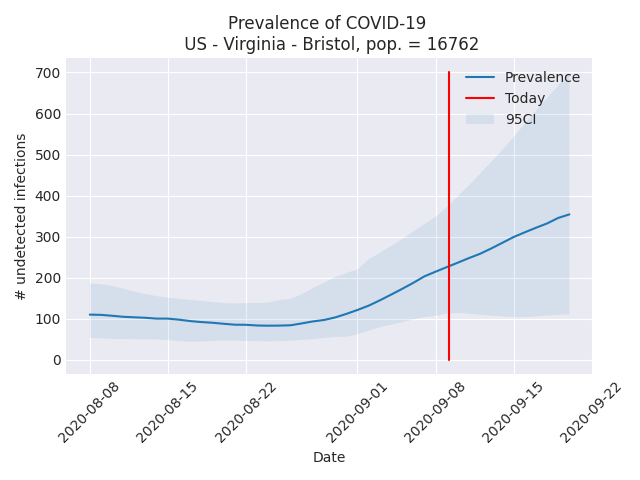 Prevalence of COVID-19
US - Virginia - Bristol, pop. = 16762
700
600
500
400
300
200
100
0
# undetected infections
Prevalence
Today
95CI
2020-08-08
2020-08-15
2020-08-22
2020-09-01
2020-09-08
2020-09-15
2020-09-22
Date